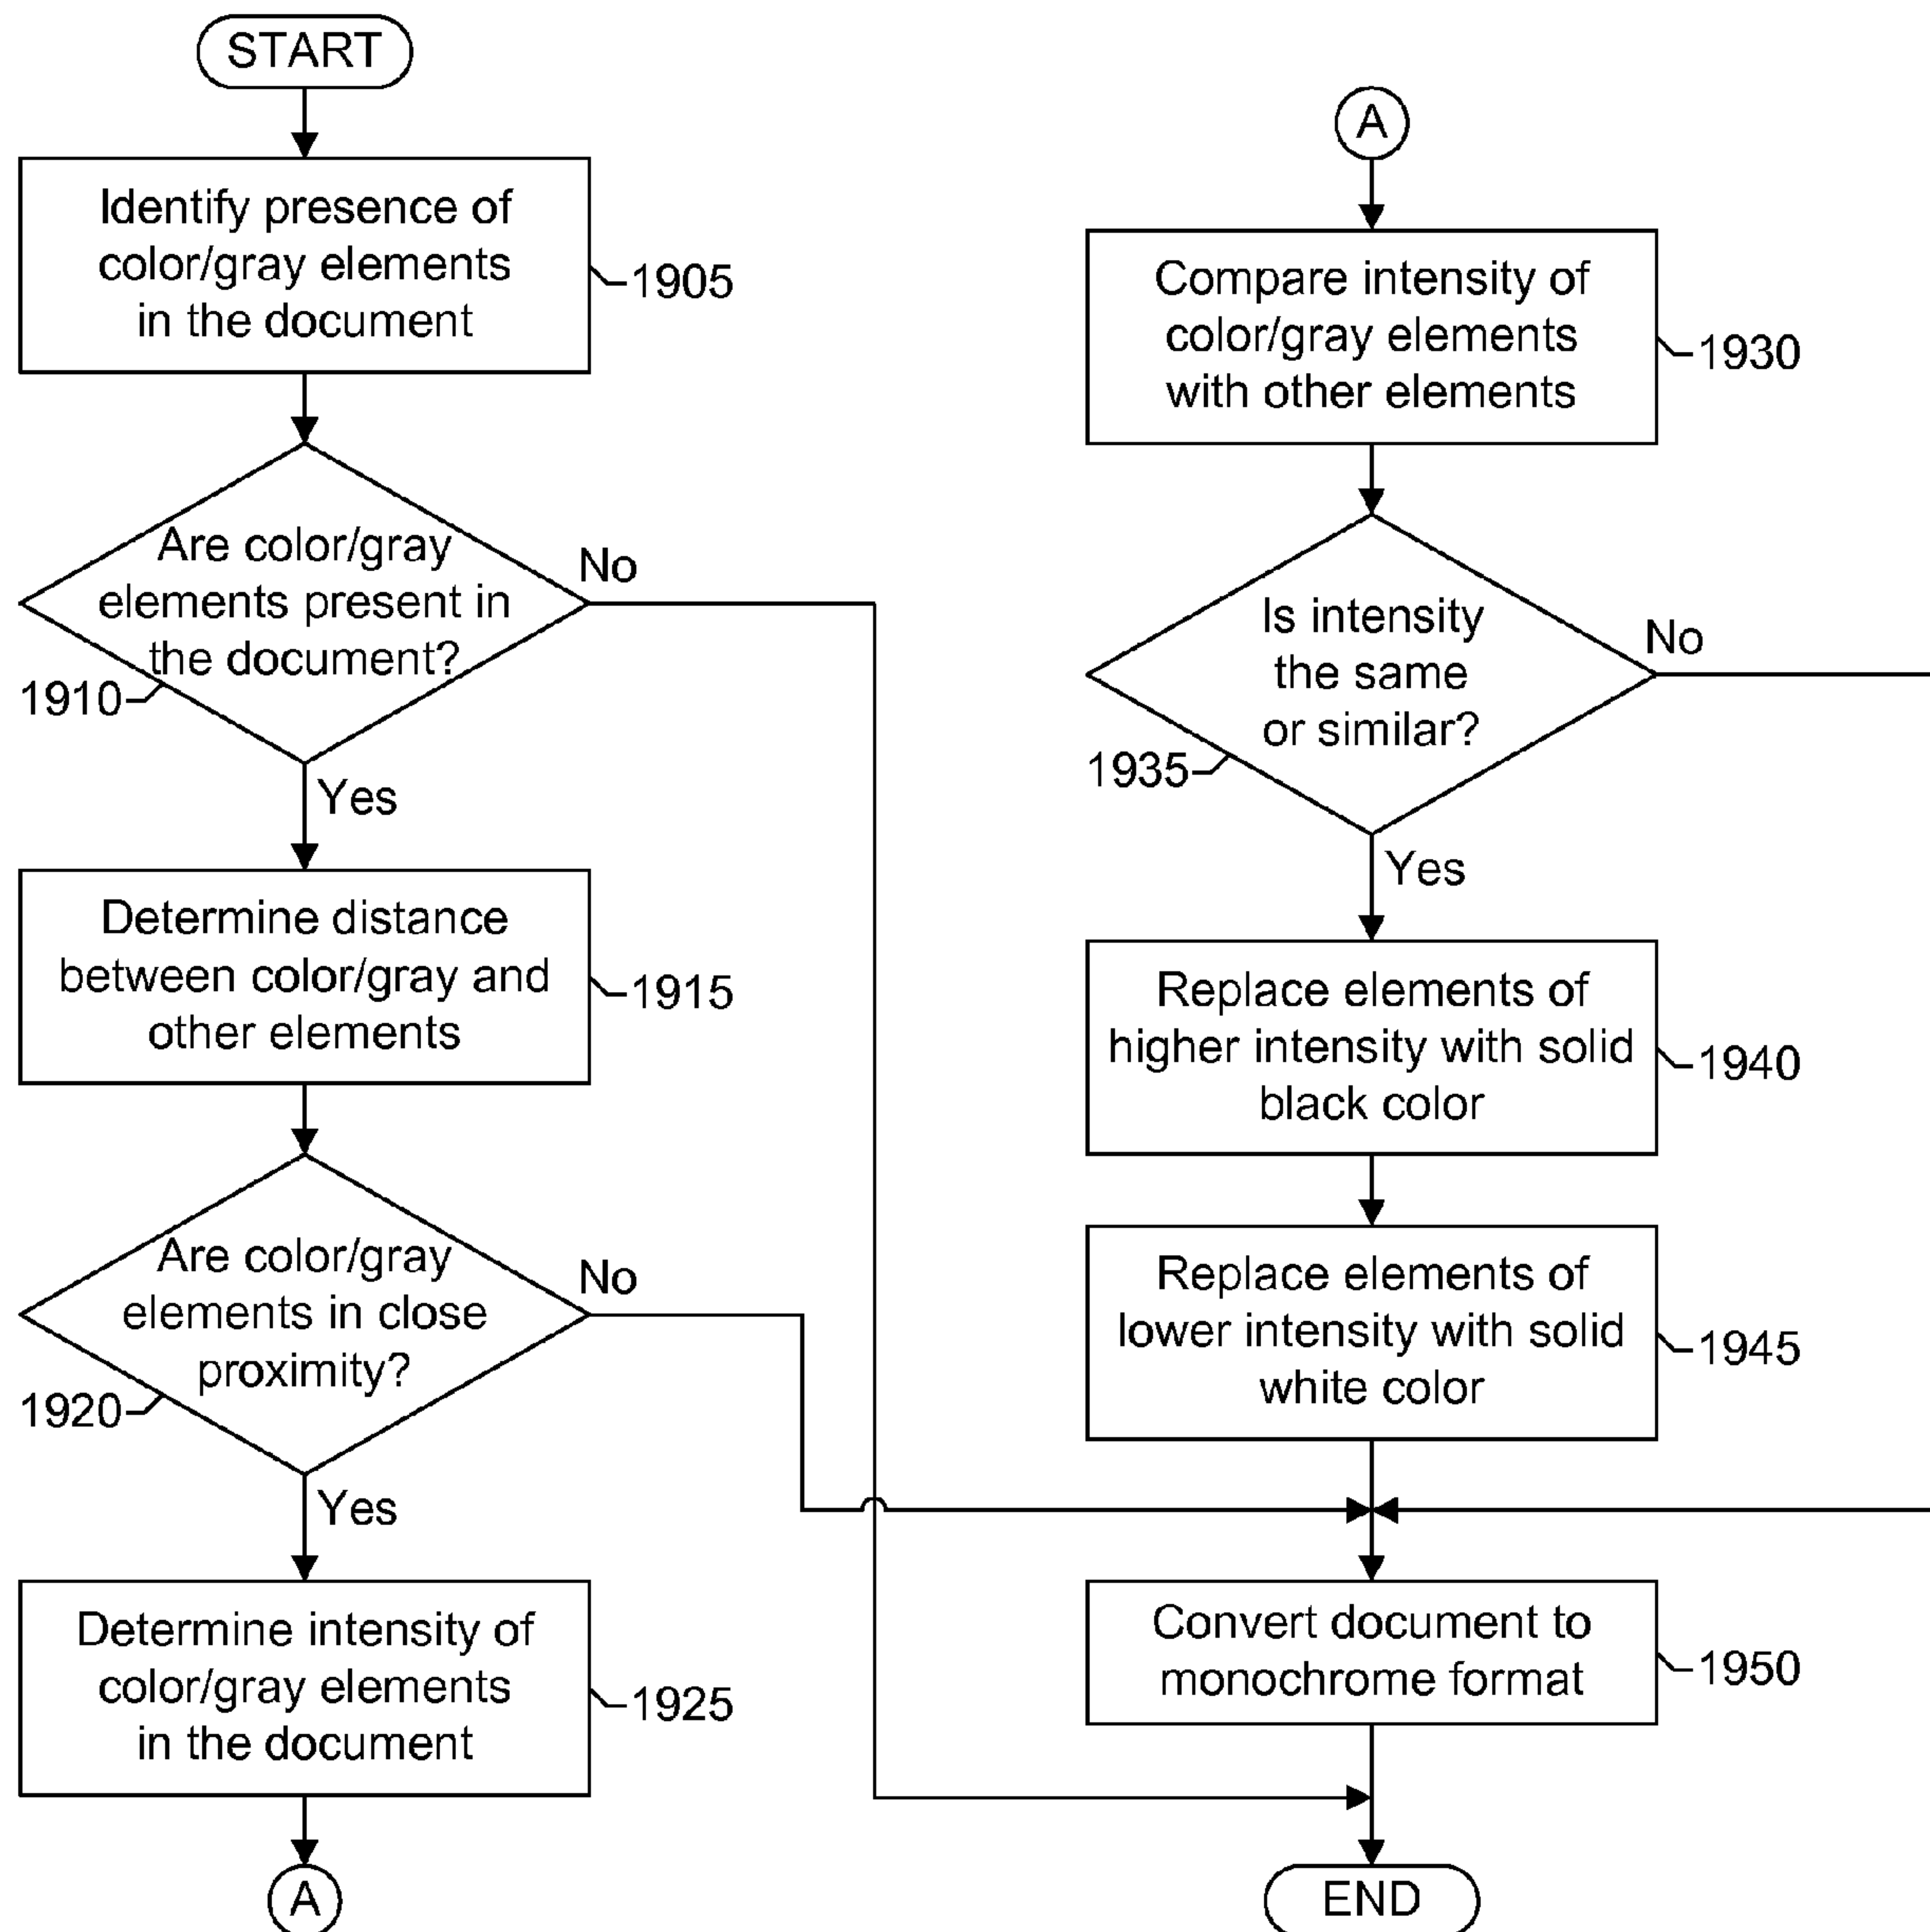 START
Identify presence of
color/gray elements
in the document
1905
Are color/gray
elements present in
the document?
No
1910
Yes
Determine distance
between color/gray and
other elements
1915
Are color/gray
elements in close
proximity?
No
1920
Yes
Determine intensity of
color/gray elements
in the document
1925
A
A
Compare intensity of
color/gray elements
with other elements
1930
Is intensity
the same
or similar?
No
1935
Yes
Replace elements of
higher intensity with solid
black color
1940
Replace elements of
lower intensity with solid
white color
1945
Convert document to
monochrome format
1950
END